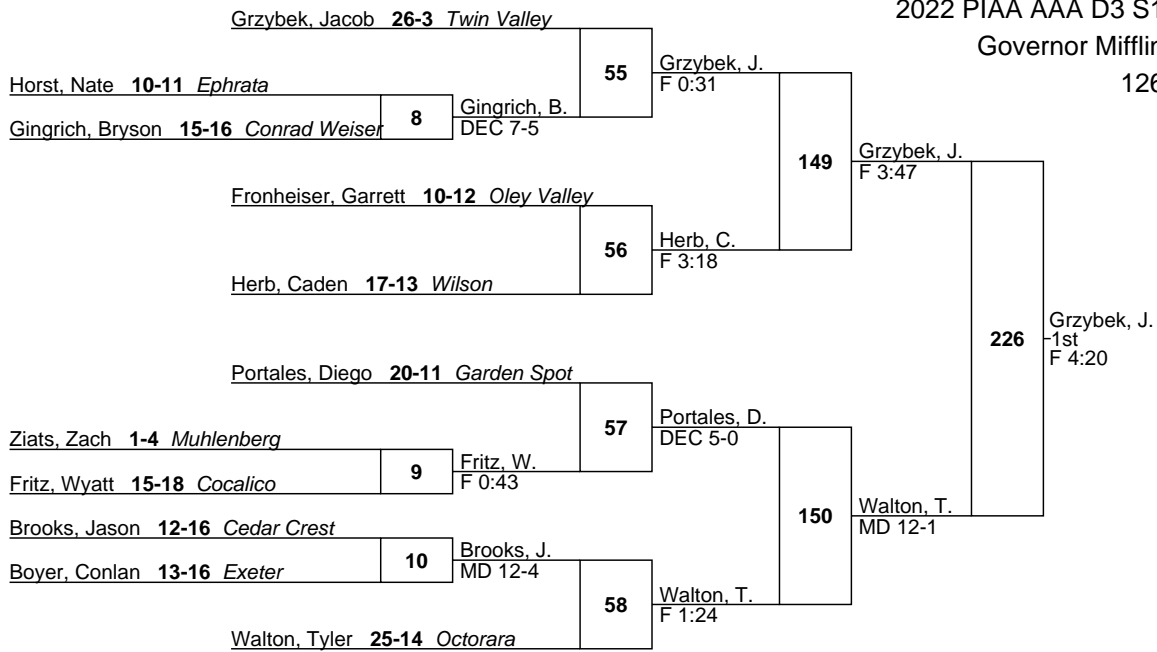 2022 PIAA AAA D3 S1
Governor Mifflin
126
Grzybek, Jacob 26-3 Twin Valley
55
Grzybek, J.
F 0:31
Horst, Nate 10-11 Ephrata
8
Gingrich, B.
DEC 7-5
Gingrich, Bryson 15-16 Conrad Weiser
149
Grzybek, J.
F 3:47
Fronheiser, Garrett 10-12 Oley Valley
56
Herb, C.
F 3:18
Herb, Caden 17-13 Wilson
226
Grzybek, J.
1st
F 4:20
Portales, Diego 20-11 Garden Spot
57
Portales, D.
DEC 5-0
Ziats, Zach 1-4 Muhlenberg
9
Fritz, W.
F 0:43
Fritz, Wyatt 15-18 Cocalico
150
Walton, T.
MD 12-1
Brooks, Jason 12-16 Cedar Crest
10
Brooks, J.
MD 12-4
Boyer, Conlan 13-16 Exeter
58
Walton, T.
F 1:24
Walton, Tyler 25-14 Octorara